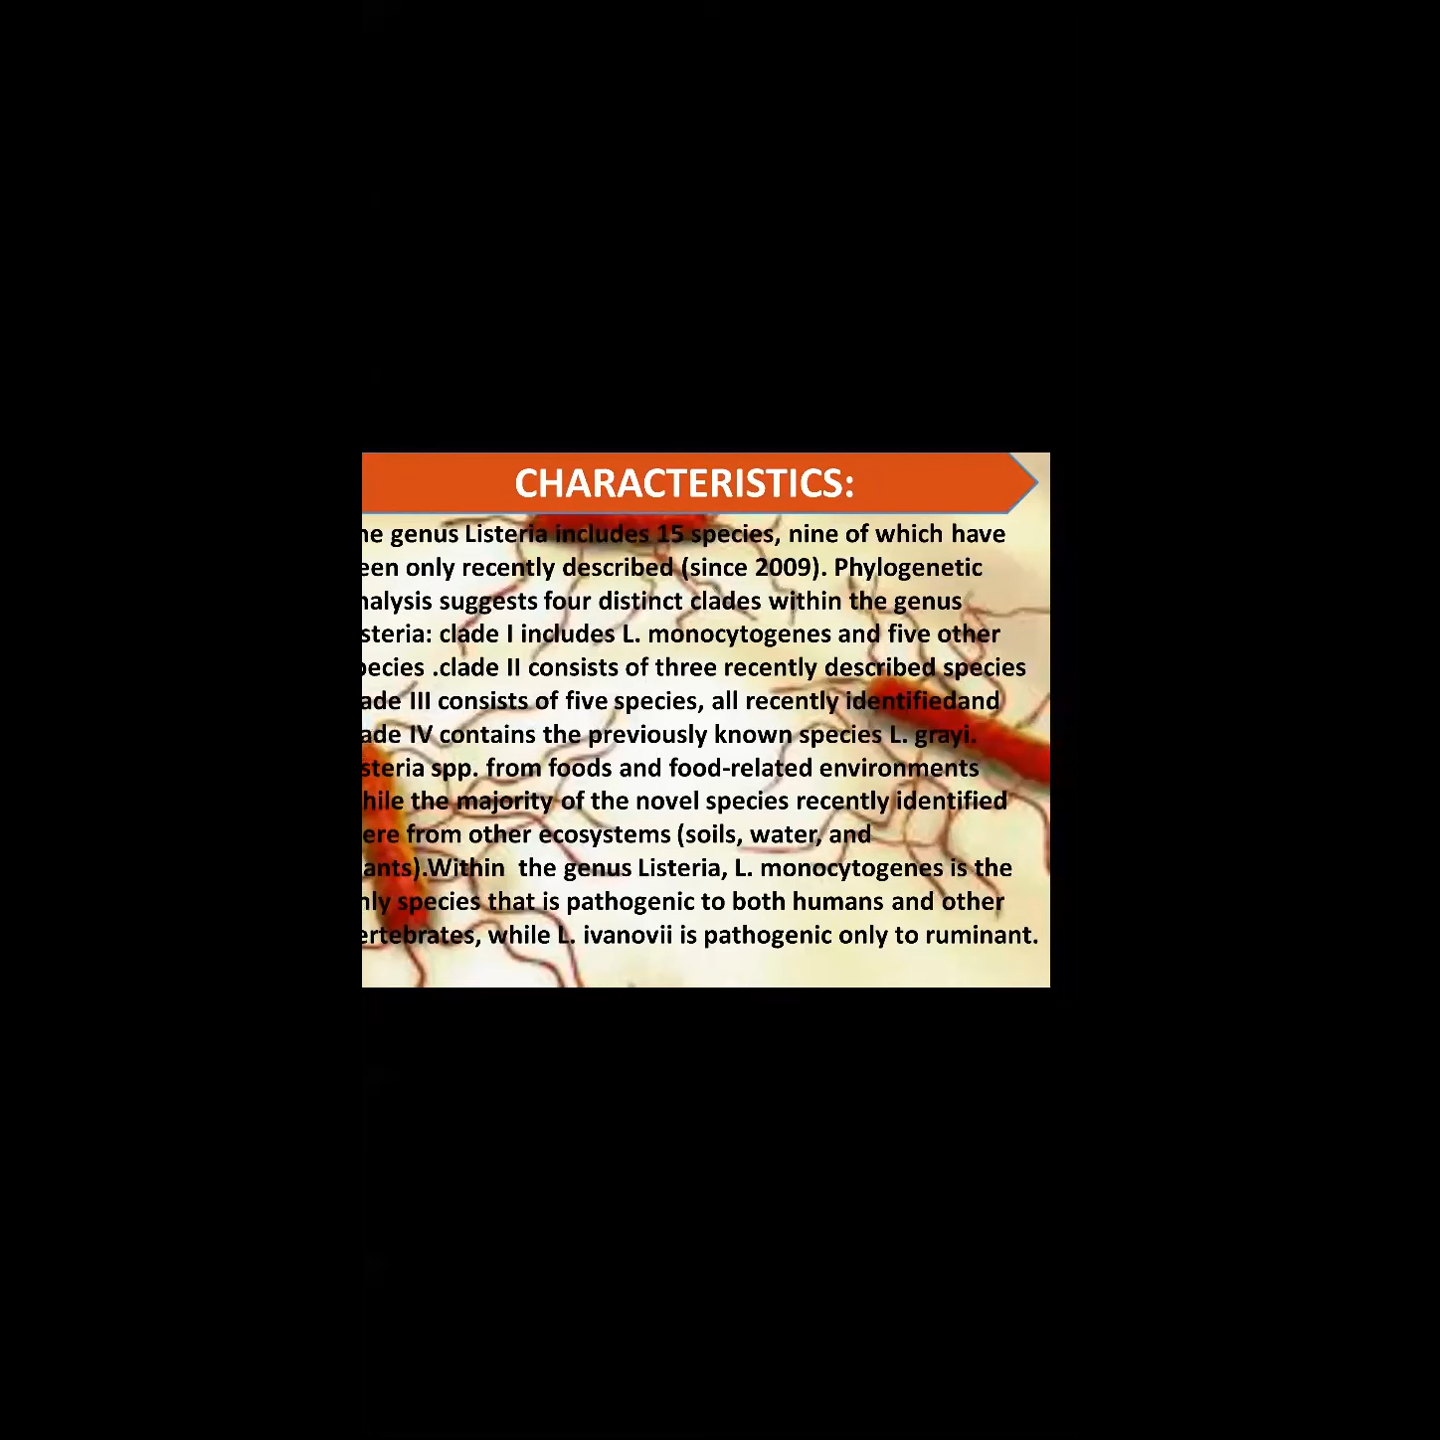 CHARACTERISTICS:
he genus Listeria includes 15 species, nine of which have
een only recently described (since 2009). Phylogenetic
nalysis suggests four distinct clades within the genus
steria: clade I includes L. monocytogenes and five other
pecies .clade II consists of three recently described species
ade III consists of five species, all recently identifiedand
ade IV contains the previously known species L. grayi.
steria spp. from foods and food-related environments
hile the majority of the novel species recently identified
ere from other ecosystems (soils, water, and
ants).Within the genus Listeria, L. monocytogenes is the
nly species that is pathogenic to both humans and other
ertebrates, while L. ivanovii is pathogenic only to ruminant.